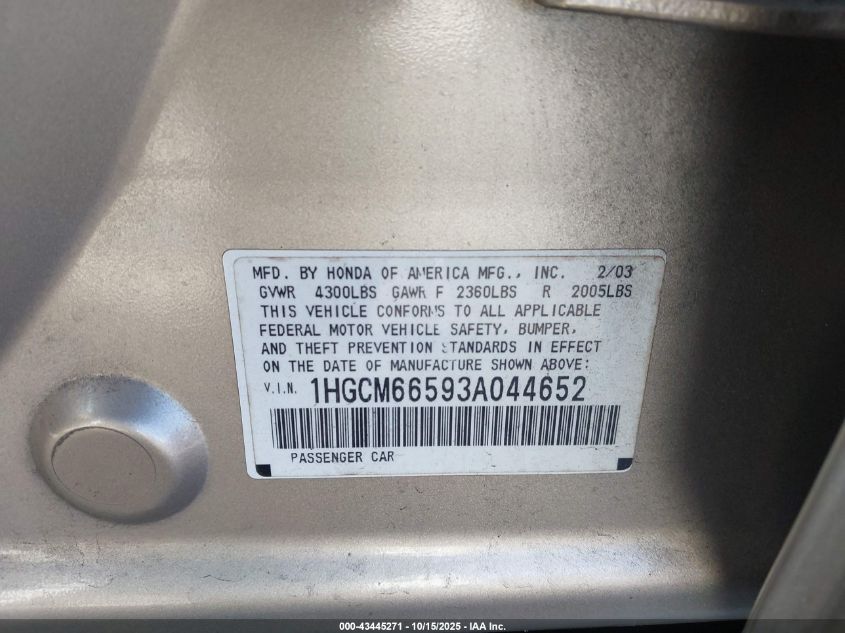 MFD. BY HONDA OF AMERICA MFG., INC. 2/03
GVWR 4300LBS GAWR F 2360LBS R 2005LBS
THIS VEHICLE CONFORMS TO ALL APPLICABLE
FEDERAL MOTOR VEHICLE SAFETY, BUMPER,
AND THEFT PREVENTION STANDARDS IN EFFECT
ON THE DATE OF MANUFACTURE SHOWN ABOVE:
V.I.N. 1HGCM66593A044652
PASSENGER CAR
000-43445271 - 10/15/2025 - IAA Inc.